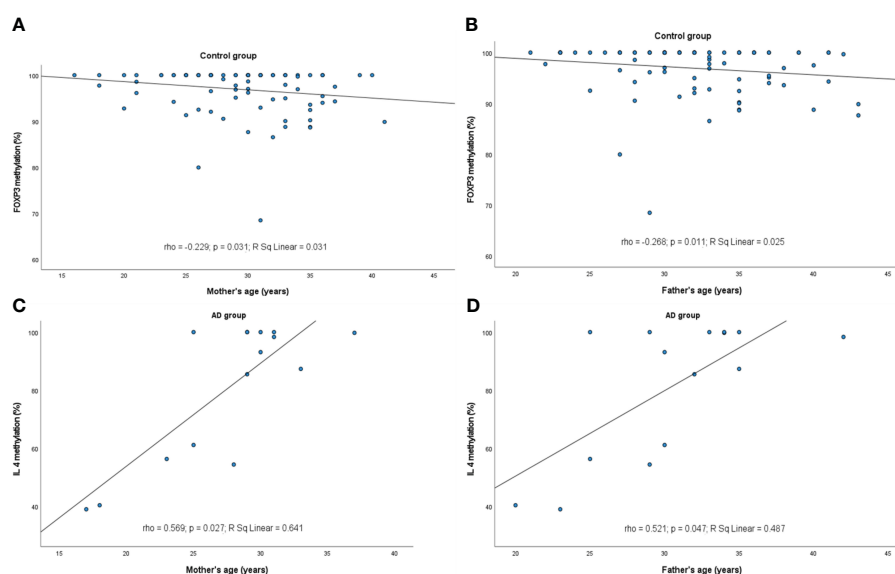 A
Control group
FOXP3 methylation (%)
100
90
80
70
60
rho = -0.229; p = 0.031; R Sq Linear = 0.031
15
20
25
30
35
40
45
Mother's age (years)
B
Control group
FOXP3 methylation (%)
100
90
80
70
60
rho = -0.268; p = 0.011; R Sq Linear = 0.025
20
25
30
35
40
45
Father's age (years)
C
AD group
IL 4 methylation (%)
100
80
60
40
rho = 0.569; p = 0.027; R Sq Linear = 0.641
15
20
25
30
35
40
Mother's age (years)
D
AD group
IL 4 methylation (%)
100
80
60
40
rho = 0.521; p = 0.047; R Sq Linear = 0.487
20
25
30
35
40
45
Father's age (years)